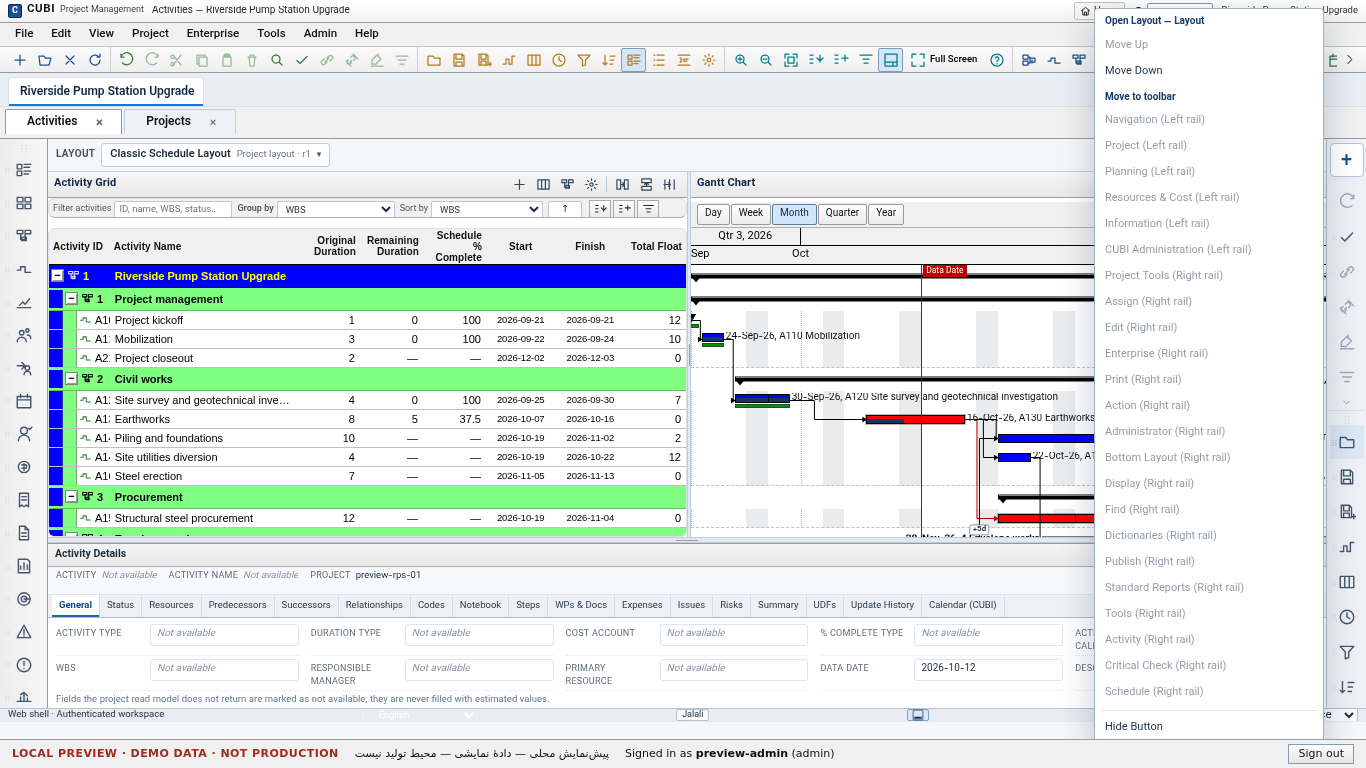 CUBI Project Management Activities — Riverside Pump Station Upgrade
File Edit View Project Enterprise Tools Admin Help
Full Screen
Riverside Pump Station Upgrade
Activities × Projects ×
LAYOUT Classic Schedule Layout Project layout · r1
Activity Grid
Filter activities ID, name, WBS, status.. Group by WBS Sort by WBS
Activity ID Activity Name Original Duration Remaining Duration Schedule % Complete Start Finish Total Float
1 Riverside Pump Station Upgrade
1 Project management
Project kickoff 1 0 100 2026-09-21 2026-09-21 12
Mobilization 3 0 100 2026-09-22 2026-09-24 10
Project closeout 2 — — 2026-12-02 2026-12-03 0
2 Civil works
Site survey and geotechnical inve… 4 0 100 2026-09-25 2026-09-30 7
Earthworks 8 5 37.5 2026-10-07 2026-10-16 0
Piling and foundations 10 — — 2026-10-19 2026-11-02 2
Site utilities diversion 4 — — 2026-10-19 2026-10-22 12
Steel erection 7 — — 2026-11-05 2026-11-13 0
3 Procurement
Structural steel procurement 12 — — 2026-10-19 2026-11-04 0
Gantt Chart
Day Week Month Quarter Year
Qtr 3, 2026
Sep Oct
Data Date
24-Sep-26, A110 Mobilization
30-Sep-26, A120 Site survey and geotechnical investigation
16-Oct-26, A130 Earthworks
22-Oct-26,
+5d
Activity Details
ACTIVITY Not available ACTIVITY NAME Not available PROJECT preview-rps-01
General Status Resources Predecessors Successors Relationships Codes Notebook Steps WPs & Docs Expenses Issues Risks Summary UDFs Update History Calendar (CUBI)
ACTIVITY TYPE Not available DURATION TYPE Not available COST ACCOUNT Not available % COMPLETE TYPE Not available
WBS Not available RESPONSIBLE MANAGER Not available PRIMARY RESOURCE Not available DATA DATE 2026-10-12
Fields the project read model does not return are marked as not available; they are never filled with estimated values.
Web shell · Authenticated workspace English Jalali
Open Layout — Layout
Move Up
Move Down
Move to toolbar
Navigation (Left rail)
Project (Left rail)
Planning (Left rail)
Resources & Cost (Left rail)
Information (Left rail)
CUBI Administration (Left rail)
Project Tools (Right rail)
Assign (Right rail)
Edit (Right rail)
Enterprise (Right rail)
Print (Right rail)
Action (Right rail)
Administrator (Right rail)
Bottom Layout (Right rail)
Display (Right rail)
Find (Right rail)
Dictionaries (Right rail)
Publish (Right rail)
Standard Reports (Right rail)
Tools (Right rail)
Activity (Right rail)
Critical Check (Right rail)
Schedule (Right rail)
Hide Button
LOCAL PREVIEW · DEMO DATA · NOT PRODUCTION پیش‌نمایش محلی — دادهٔ نمایشی — محیط تولید نیست Signed in as preview-admin (admin) Sign out